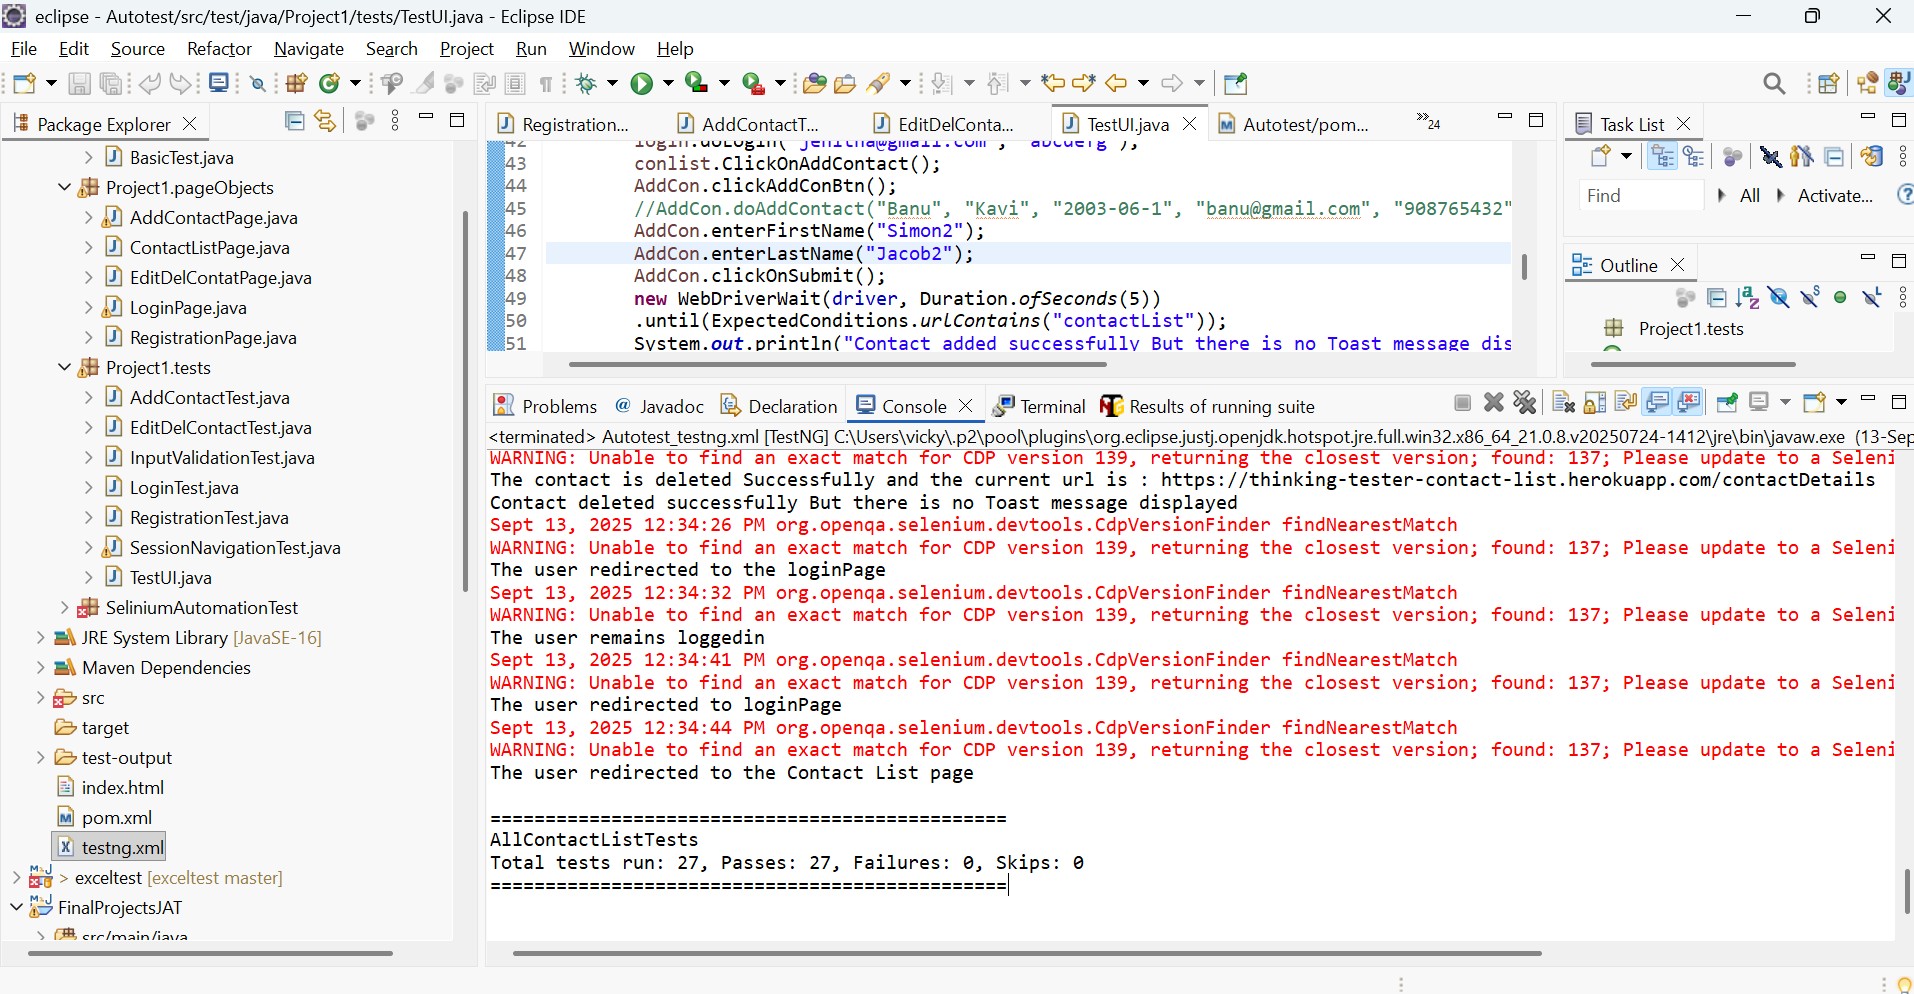 eclipse - Autotest/src/test/java/Project1/tests/TestUI.java - Eclipse IDE
File Edit Source Refactor Navigate Search Project Run Window Help
Package Explorer
BasicTest.java
Project1.pageObjects
AddContactPage.java
ContactListPage.java
EditDelContatPage.java
LoginPage.java
RegistrationPage.java
Project1.tests
AddContactTest.java
EditDelContactTest.java
InputValidationTest.java
LoginTest.java
RegistrationTest.java
SessionNavigationTest.java
TestUI.java
SeliniumAutomationTest
JRE System Library [JavaSE-16]
Maven Dependencies
src
target
test-output
index.html
pom.xml
testng.xml
> exceltest [exceltest master]
FinalProjectsJAT
src/main/java
Registration... AddContactT... EditDelConta... TestUI.java Autotest/pom... »24
42 login.doLogin("jenitha@gmail.com", "abcdefg");
43 conlist.ClickOnAddContact();
44 AddCon.clickAddConBtn();
45 //AddCon.doAddContact("Banu", "Kavi", "2003-06-1", "banu@gmail.com", "908765432"
46 AddCon.enterFirstName("Simon2");
47 AddCon.enterLastName("Jacob2");
48 AddCon.clickOnSubmit();
49 new WebDriverWait(driver, Duration.ofSeconds(5))
50 .until(ExpectedConditions.urlContains("contactList"));
51 System.out.println("Contact added successfully But there is no Toast message dis
Task List
Find All Activate...
Outline
Project1.tests
Problems Javadoc Declaration Console Terminal Results of running suite
<terminated> Autotest_testng.xml [TestNG] C:\Users\vicky\.p2\pool\plugins\org.eclipse.justj.openjdk.hotspot.jre.full.win32.x86_64_21.0.8.v20250724-1412\jre\bin\javaw.exe (13-Sep
WARNING: Unable to find an exact match for CDP version 139, returning the closest version; found: 137; Please update to a Seleni
The contact is deleted Successfully and the current url is : https://thinking-tester-contact-list.herokuapp.com/contactDetails
Contact deleted successfully But there is no Toast message displayed
Sept 13, 2025 12:34:26 PM org.openqa.selenium.devtools.CdpVersionFinder findNearestMatch
WARNING: Unable to find an exact match for CDP version 139, returning the closest version; found: 137; Please update to a Seleni
The user redirected to the loginPage
Sept 13, 2025 12:34:32 PM org.openqa.selenium.devtools.CdpVersionFinder findNearestMatch
WARNING: Unable to find an exact match for CDP version 139, returning the closest version; found: 137; Please update to a Seleni
The user remains loggedin
Sept 13, 2025 12:34:41 PM org.openqa.selenium.devtools.CdpVersionFinder findNearestMatch
WARNING: Unable to find an exact match for CDP version 139, returning the closest version; found: 137; Please update to a Seleni
The user redirected to loginPage
Sept 13, 2025 12:34:44 PM org.openqa.selenium.devtools.CdpVersionFinder findNearestMatch
WARNING: Unable to find an exact match for CDP version 139, returning the closest version; found: 137; Please update to a Seleni
The user redirected to the Contact List page
===============================================
AllContactListTests
Total tests run: 27, Passes: 27, Failures: 0, Skips: 0
===============================================